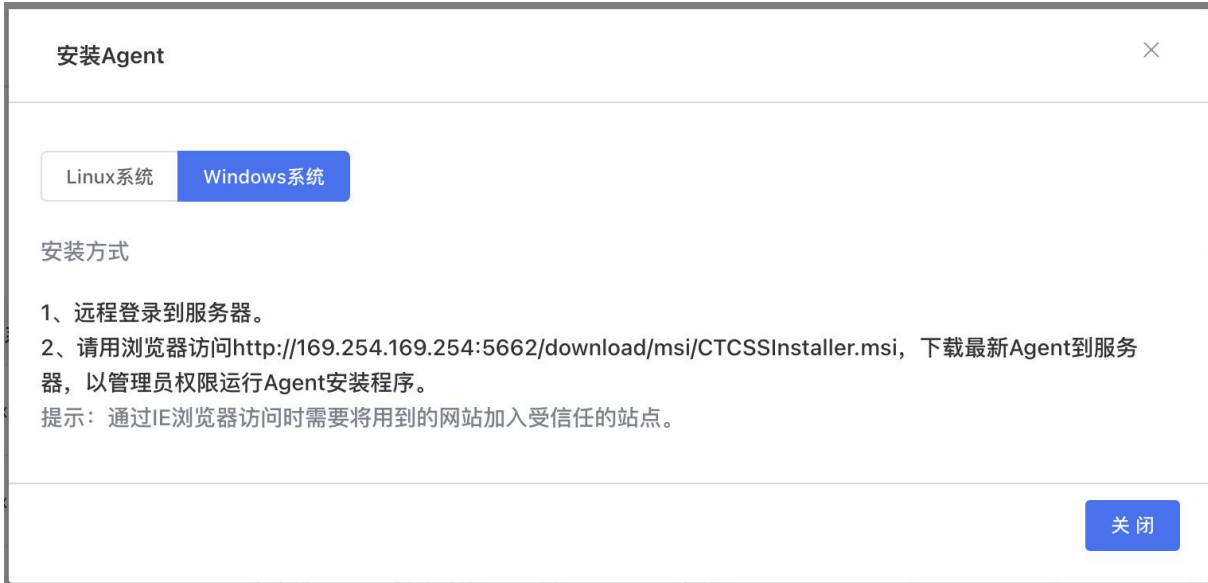 安装Agent
Linux系统
Windows系统
安装方式
1、远程登录到服务器。
2、请用浏览器访问http://169.254.169.254:5662/download/msi/CTCSSInstaller.msi，下载最新Agent到服务
器，以管理员权限运行Agent安装程序。
提示：通过IE浏览器访问时需要将用到的网站加入受信任的站点。
关闭